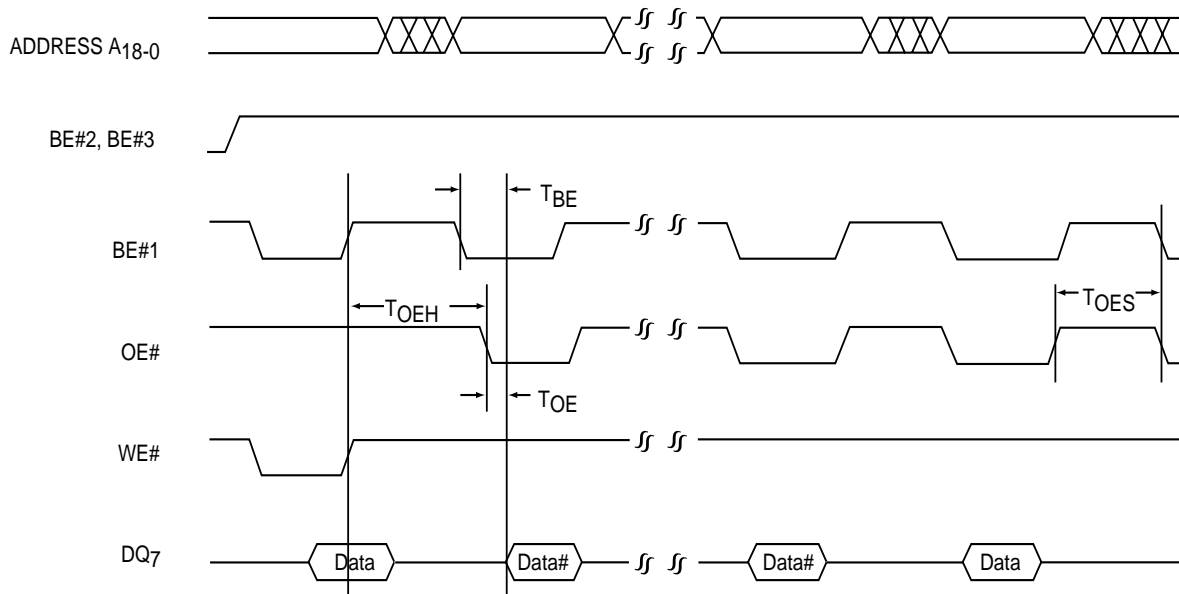 ADDRESS A18-0
BE#2, BE#3
TBE
BE#1
TOEH
TOES
OE#
TOE
WE#
DQ7
Data
Data#
Data#
Data